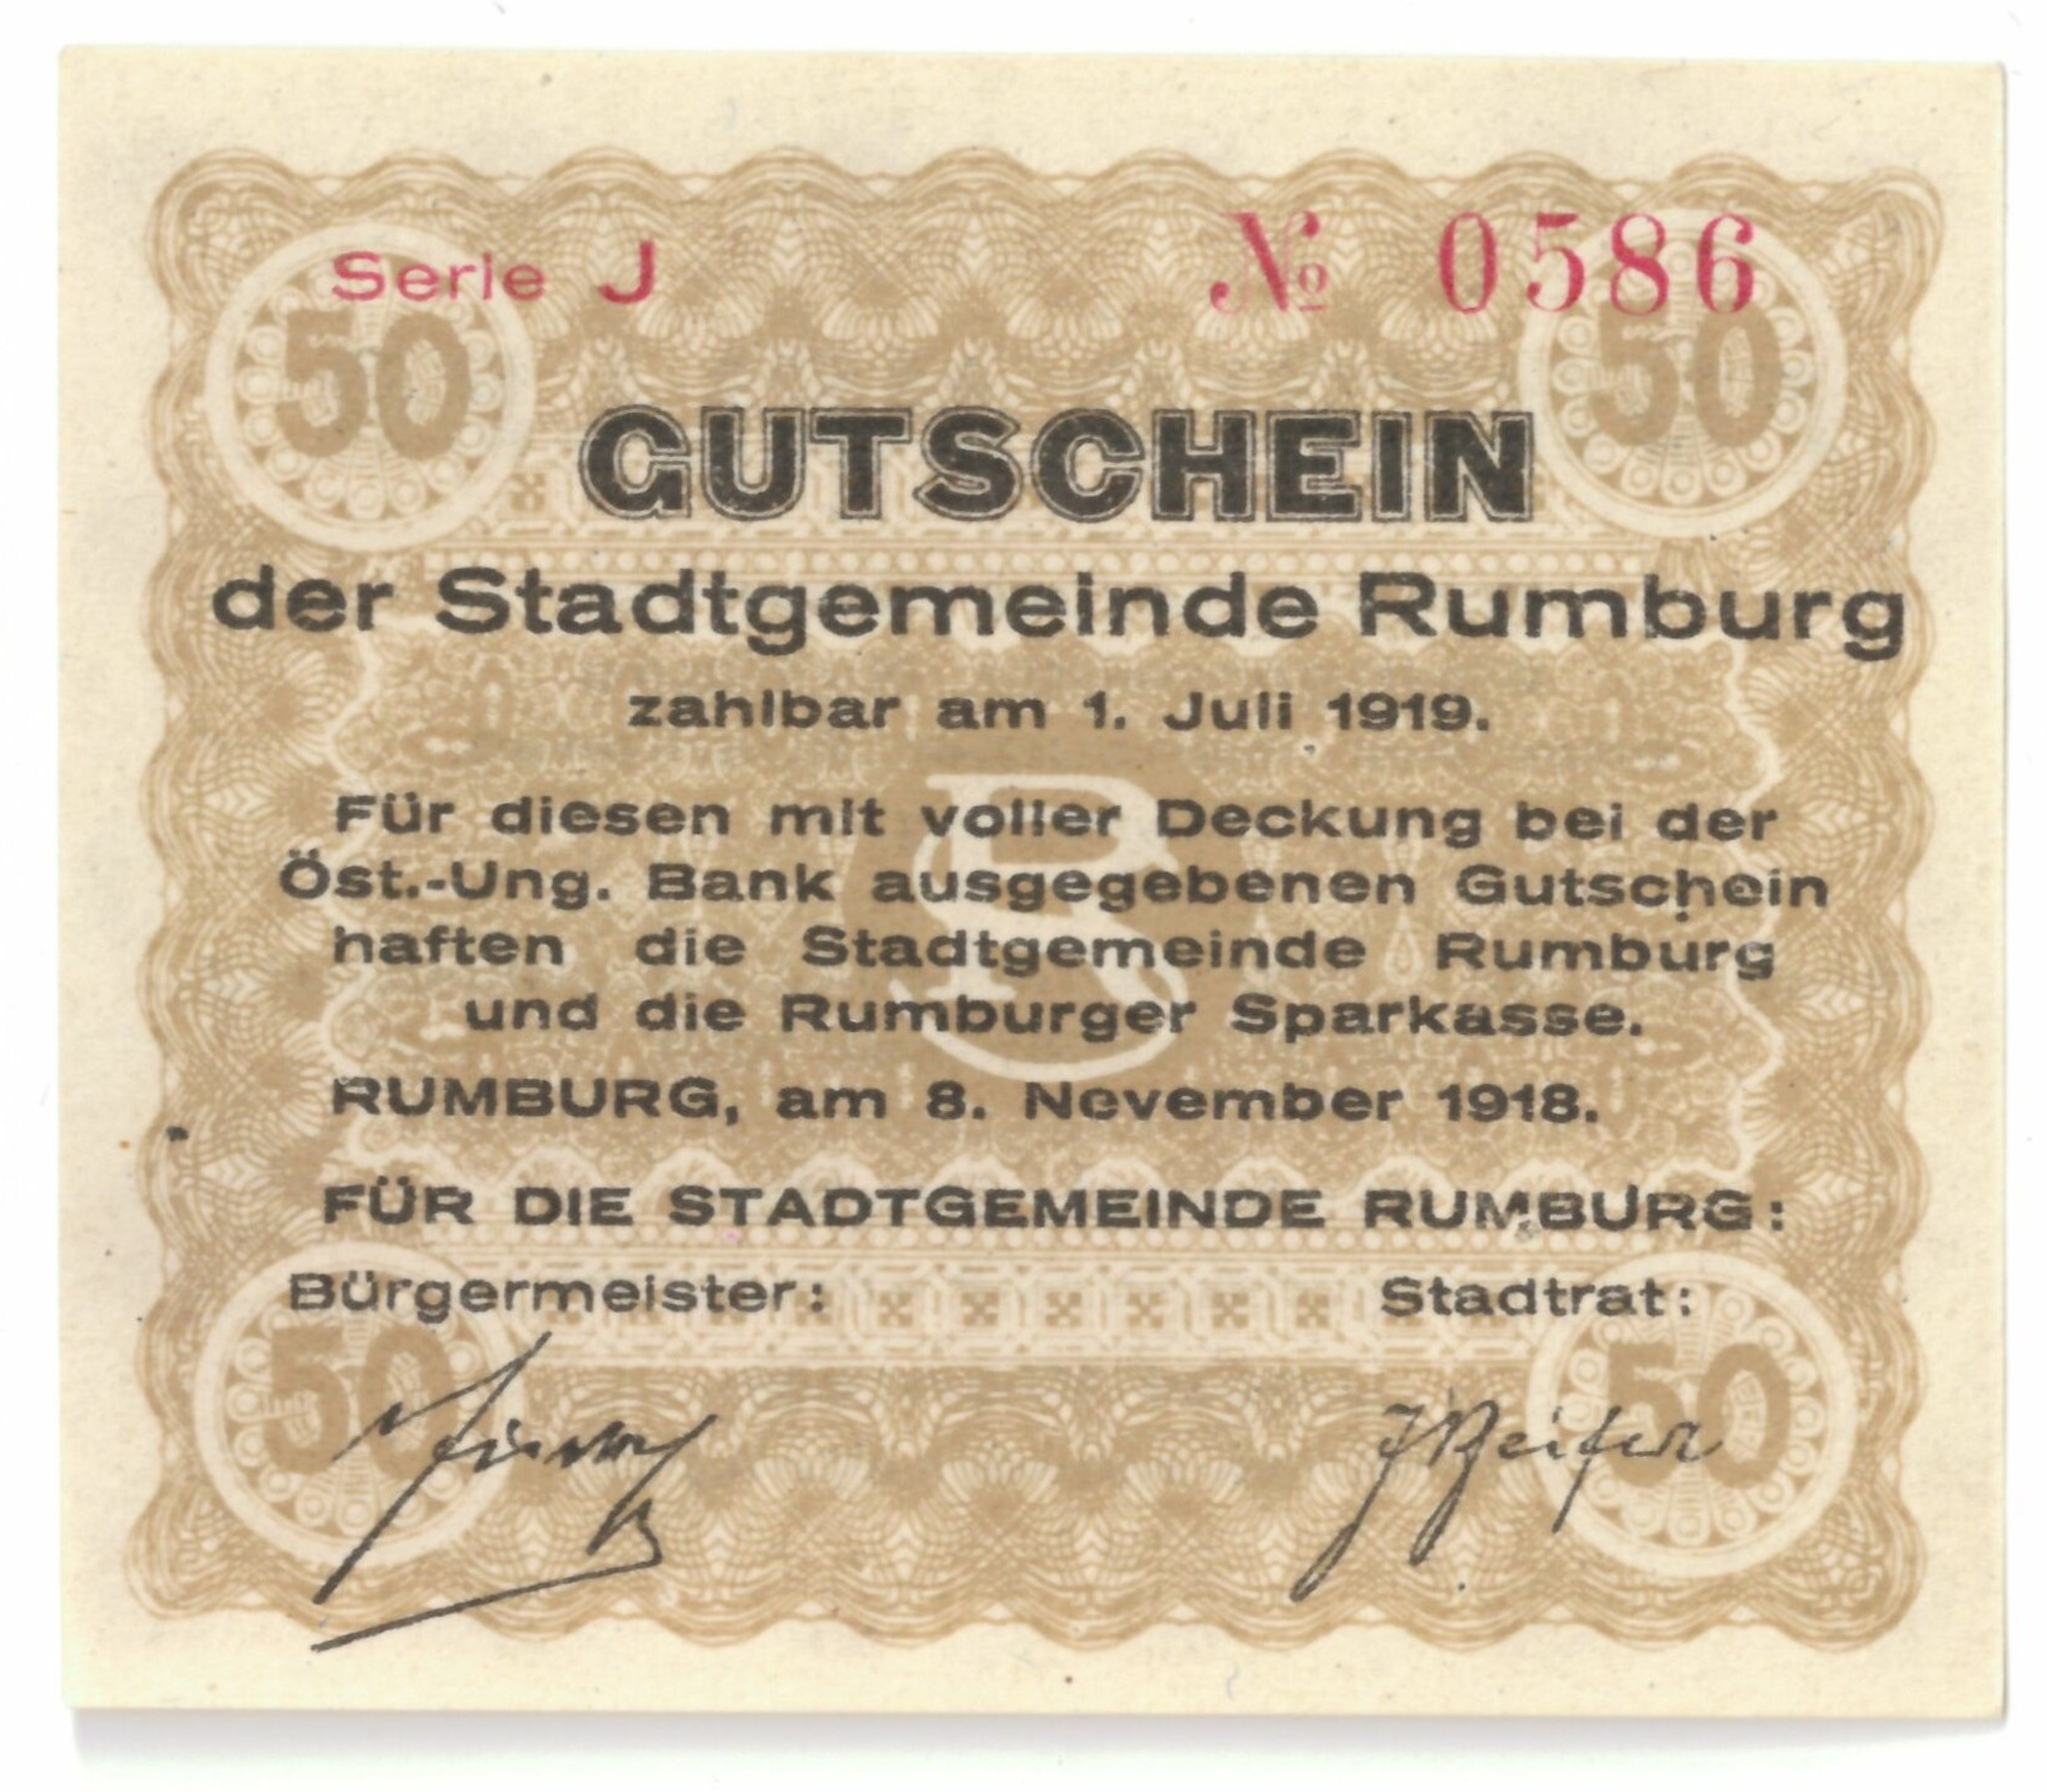 Serie J № 0586
50 50
GUTSCHEIN
der Stadtgemeinde Rumburg
zahlbar am 1. Juli 1919.
Für diesen mit voller Deckung bei der
Öst.-Ung. Bank ausgegebenen Gutschein
haften die Stadtgemeinde Rumburg
und die Rumburger Sparkasse.
RUMBURG, am 8. November 1918.
FÜR DIE STADTGEMEINDE RUMBURG:
Bürgermeister: Stadtrat:
50 50